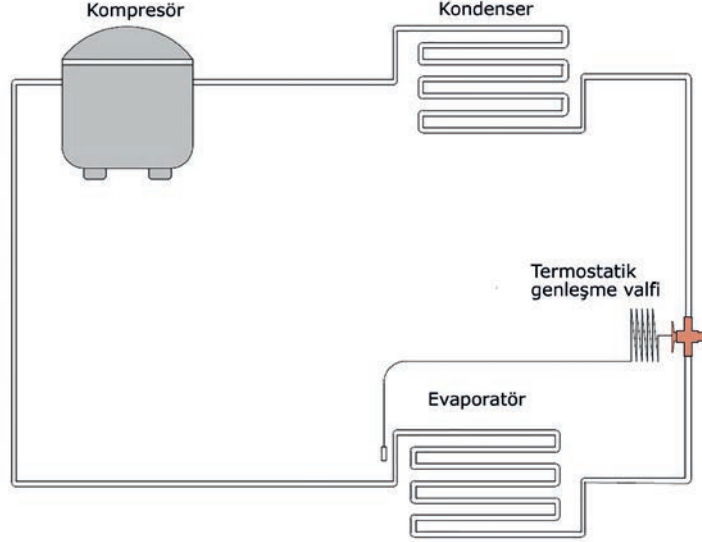 Kompresör
Kondenser
Termostatik
genleşme valfi
Evaporatör